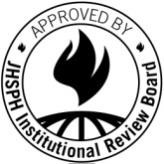 APPROVED BY
JHSPH Institutional Review Board